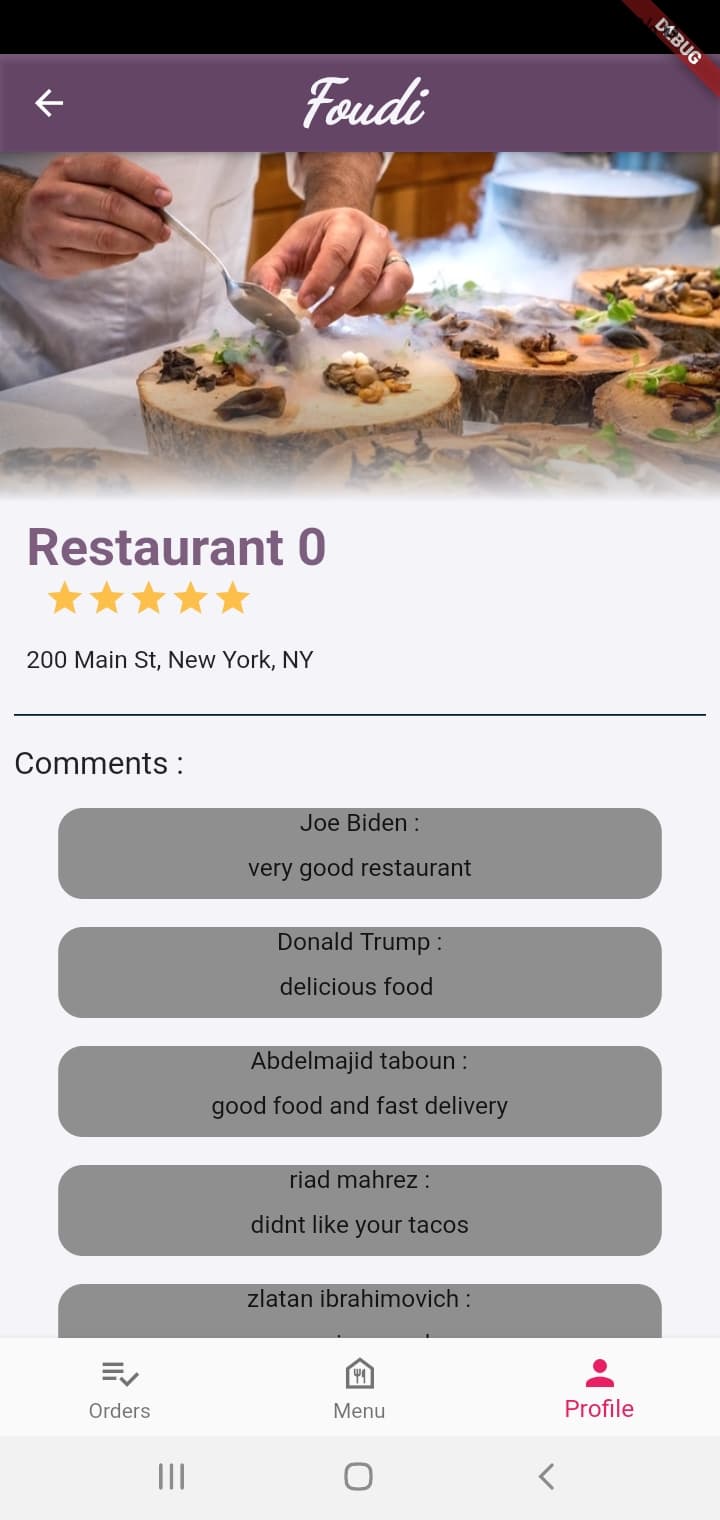 DEBUG
Foudi
Restaurant 0
200 Main St, New York, NY
Comments :
Joe Biden :
very good restaurant
Donald Trump :
delicious food
Abdelmajid taboun :
good food and fast delivery
riad mahrez :
didnt like your tacos
zlatan ibrahimovich :
Orders
Menu
Profile